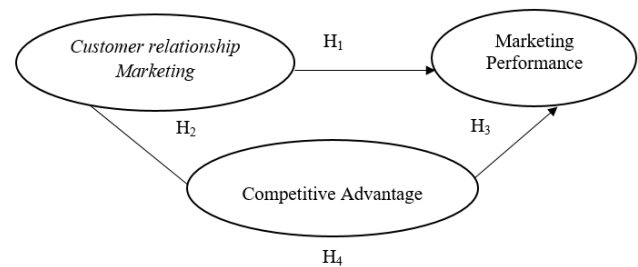 Customer relationship
Marketing
H₁
Marketing
Performance
H₂
H₃
Competitive Advantage
H₄